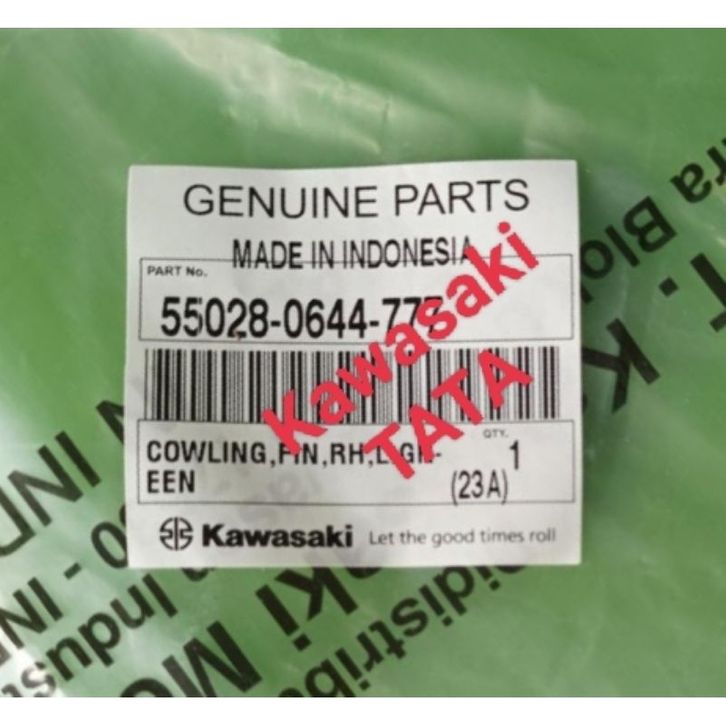 GENUINE PARTS
MADE IN INDONESIA
PART No.
55028-0644-777
COWLING,FIN,RH,L.GR-
EEN
QTY.
1
(23A)
Kawasaki Let the good times roll
Kawasaki
TATA